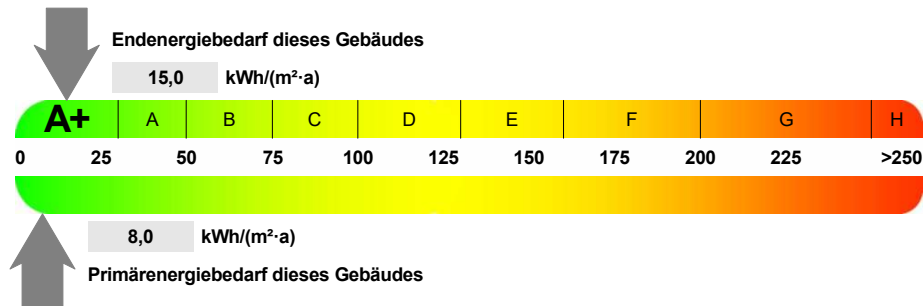 Endenergiebedarf dieses Gebäudes
15,0 kWh/(m²·a)
A+ A B C D E F G H
0 25 50 75 100 125 150 175 200 225 >250
8,0 kWh/(m²·a)
Primärenergiebedarf dieses Gebäudes